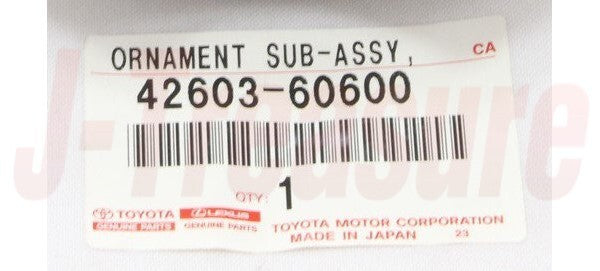 ORNAMENT SUB-ASSY, CA
42603-60600
QTY: 1
TOYOTA LEXUS
GENUINE PARTS GENUINE PARTS
TOYOTA MOTOR CORPORATION
MADE IN JAPAN 23
J-Treasure